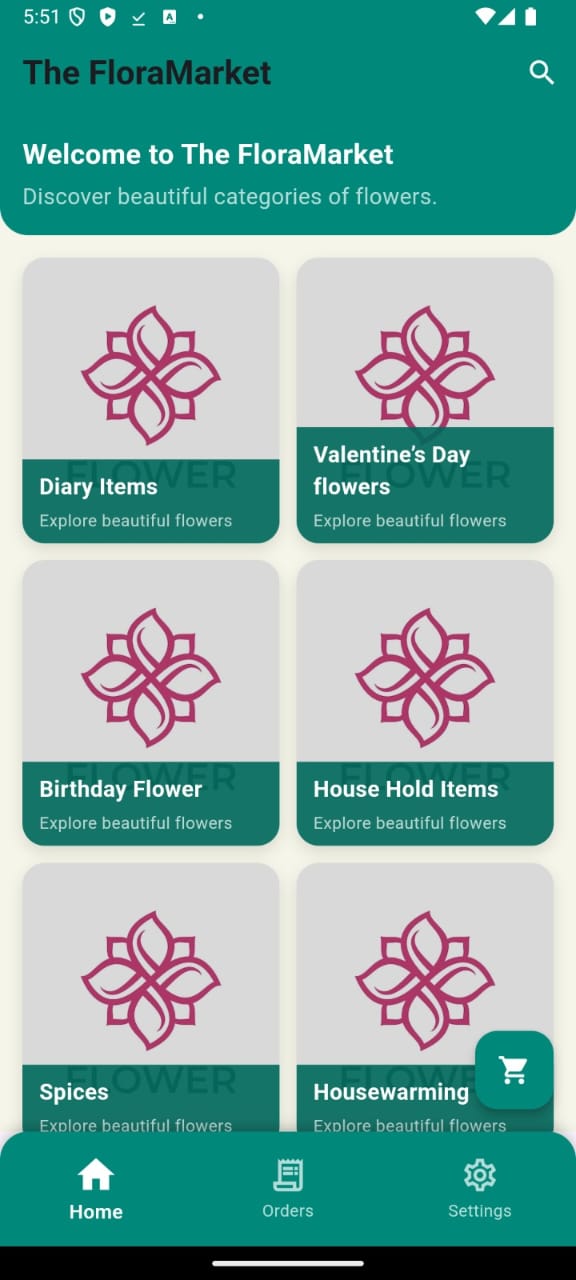 5:51
A
The FloraMarket
Welcome to The FloraMarket
Discover beautiful categories of flowers.
FLOWER
Diary Items
Explore beautiful flowers
FLOWER
Valentine’s Day
flowers
Explore beautiful flowers
FLOWER
Birthday Flower
Explore beautiful flowers
FLOWER
House Hold Items
Explore beautiful flowers
FLOWER
Spices
Explore beautiful flowers
FLOWER
Housewarming
Explore beautiful flowers
Home
Orders
Settings